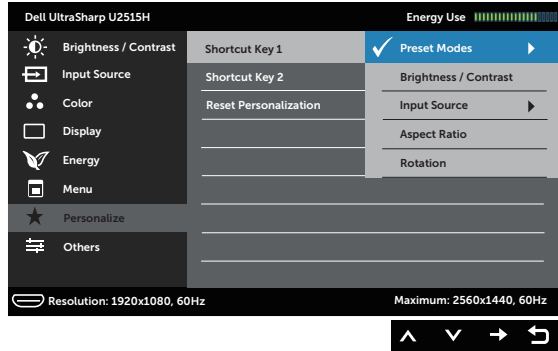 Dell UltraSharp U2515H
Energy Use
Brightness / Contrast
Input Source
Color
Display
Energy
Menu
Personalize
Others
Shortcut Key 1
Shortcut Key 2
Reset Personalization
Preset Modes
Brightness / Contrast
Input Source
Aspect Ratio
Rotation
Resolution: 1920x1080, 60Hz
Maximum: 2560x1440, 60Hz